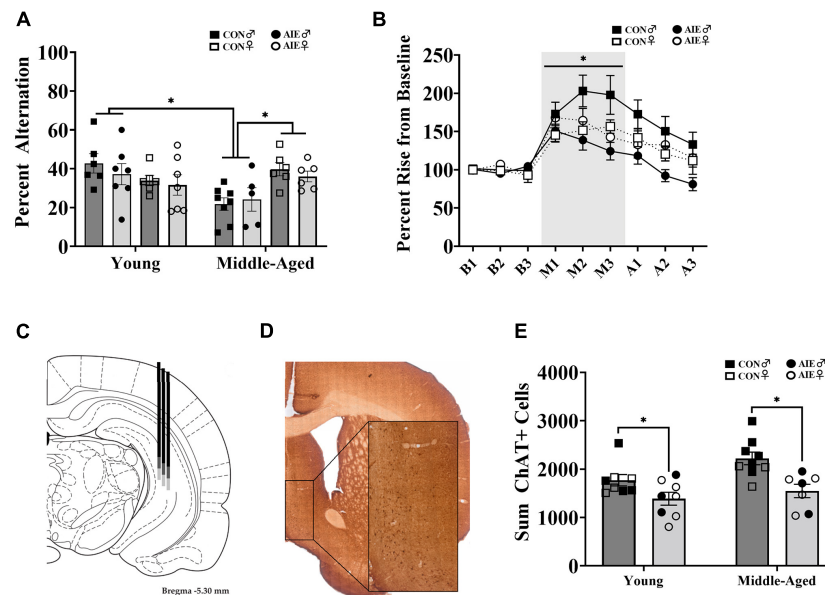 A
CON♂ AIE♂
CON♀ AIE♀
Percent Alternation
100
80
60
40
20
0
*
*
Young Middle-Aged
B
CON♂ AIE♂
CON♀ AIE♀
Percent Rise from Baseline
250
200
150
100
50
0
*
B1 B2 B3 M1 M2 M3 A1 A2 A3
C
Bregma -5.30 mm
D
E
CON♂ AIE♂
CON♀ AIE♀
Sum ChAT+ Cells
4000
3000
2000
1000
0
*
*
Young Middle-Aged